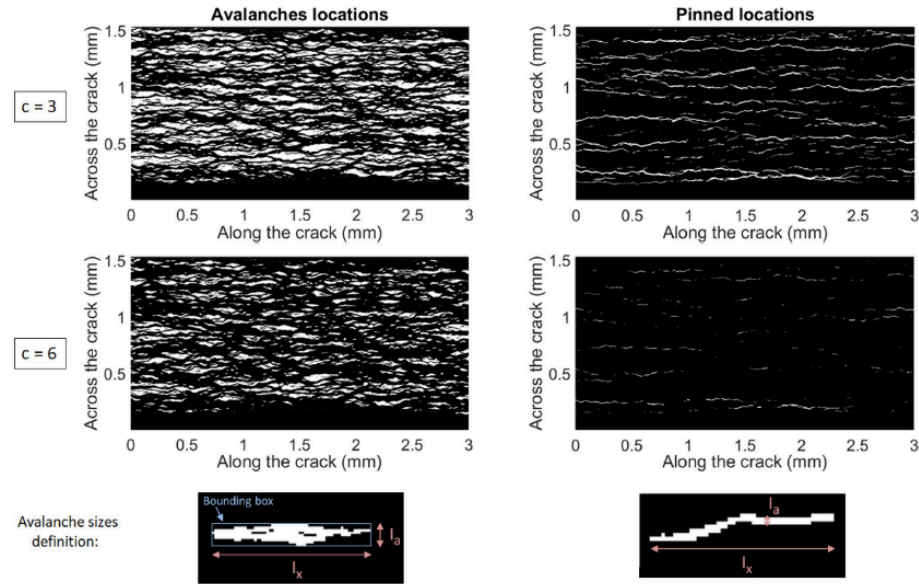 Avalanches locations
Pinned locations
c = 3
Across the crack (mm)
1.5
1
0.5
0 0.5 1 1.5 2 2.5 3
Along the crack (mm)
Across the crack (mm)
1.5
1
0.5
0 0.5 1 1.5 2 2.5 3
Along the crack (mm)
c = 6
Across the crack (mm)
1.5
1
0.5
0 0.5 1 1.5 2 2.5 3
Along the crack (mm)
Across the crack (mm)
1.5
1
0.5
0 0.5 1 1.5 2 2.5 3
Along the crack (mm)
Avalanche sizes
definition:
Bounding box
la
lx
la
lx